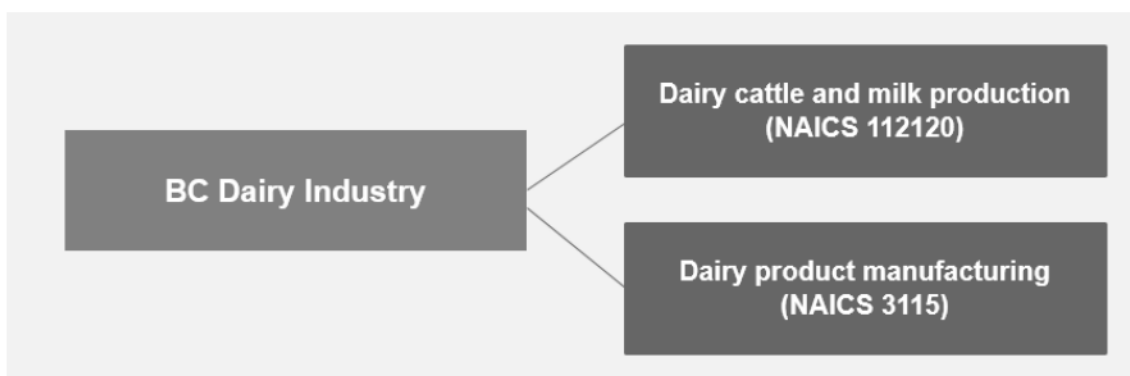 BC Dairy Industry
Dairy cattle and milk production
(NAICS 112120)
Dairy product manufacturing
(NAICS 3115)